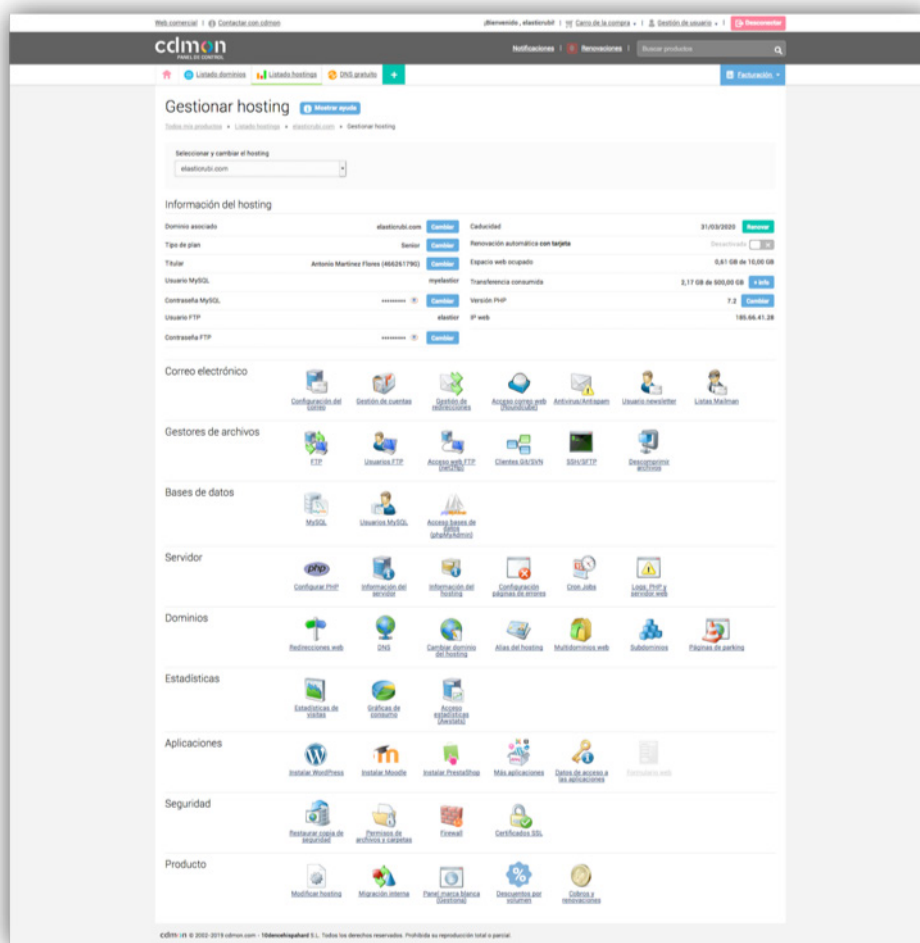 Web comercial | Contactar con cdmon
¡Bienvenido, elasticrubi! | Carro de la compra | Gestión de usuario | Desconectar
cdmon
PANEL DE CONTROL
Notificaciones | Renovaciones | Buscar productos
Listado dominios Listado hostings DNS gratuito +
Facturación
Gestionar hosting Mostrar ayuda
Todos mis productos Listado hostings elasticrubi.com Gestionar hosting
Seleccionar y cambiar el hosting
elasticrubi.com
Información del hosting
Dominio asociado elasticrubi.com Cambiar Caducidad 31/03/2020 Renovar
Tipo de plan Senior Cambiar Renovación automática con tarjeta Desactivada
Titular Antonio Martinez Flores (46626179G) Cambiar Espacio web ocupado 0,61 GB de 10,00 GB
Usuario MySQL myelastior Transferencia consumida 2,17 GB de 500,00 GB + info
Contraseña MySQL ········· Cambiar Versión PHP 7.2 Cambiar
Usuario FTP elastior IP web 185.66.41.28
Contraseña FTP ········· Cambiar
Correo electrónico
Configuración del correo
Gestión de cuentas
Gestión de redirecciones
Acceso correo web (Roundcube)
Antivirus/Antispam
Usuario newsletter
Listas Mailman
Gestores de archivos
FTP
Usuarios FTP
Acceso web FTP (net2ftp)
Clientes Git/SVN
SSH/SFTP
Descomprimir archivos
Bases de datos
MySQL
Usuarios MySQL
Acceso bases de datos (phpMyAdmin)
Servidor
php
Configurar PHP
Información del servidor
Información del hosting
Configuración páginas de errores
Cron Jobs
Logs, PHP y servidor web
Dominios
Redirecciones web
DNS
Cambiar dominio del hosting
Alias del hosting
Multidominios web
Subdominios
Páginas de parking
Estadísticas
Estadísticas de visitas
Gráficas de consumo
Acceso estadísticas (Awstats)
Aplicaciones
Instalar WordPress
Instalar Moodle
Instalar PrestaShop
Más aplicaciones
Datos de acceso a las aplicaciones
Formulario web
Seguridad
Restaurar copia de seguridad
Permisos de archivos y carpetas
Firewall
Certificados SSL
Producto
Modificar hosting
Migración interna
Panel marca blanca (Gestiona)
Descuentos por volumen
Cobros y renovaciones
cdmon © 2002-2019 cdmon.com - 10dencehispahard S.L. Todos los derechos reservados. Prohibida su reproducción total o parcial.